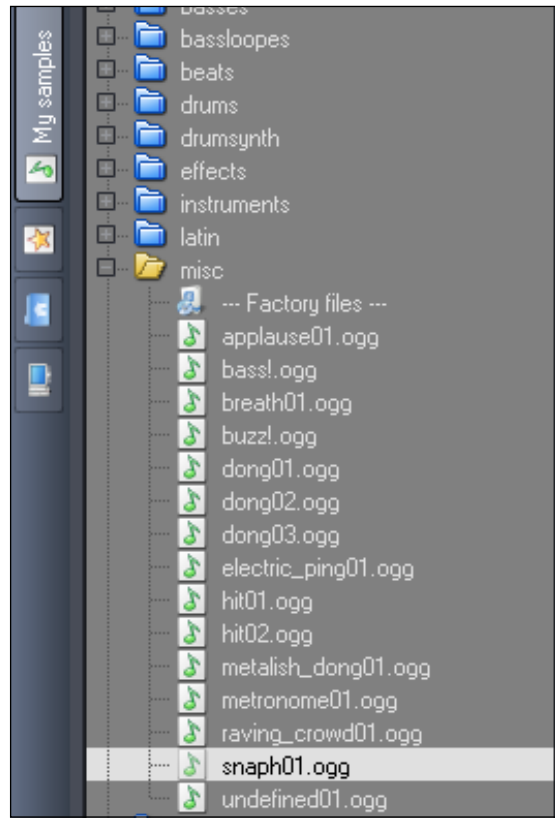 My samples
basses
bassloopes
beats
drums
drumsynth
effects
instruments
latin
misc
--- Factory files ---
applause01.ogg
bass!.ogg
breath01.ogg
buzz!.ogg
dong01.ogg
dong02.ogg
dong03.ogg
electric_ping01.ogg
hit01.ogg
hit02.ogg
metalish_dong01.ogg
metronome01.ogg
raving_crowd01.ogg
snaph01.ogg
undefined01.ogg